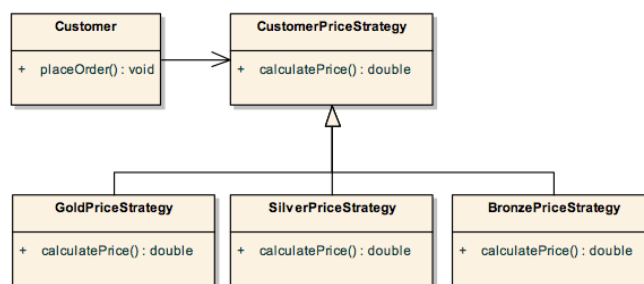 Customer
+ placeOrder() : void
CustomerPriceStrategy
+ calculatePrice() : double
GoldPriceStrategy
+ calculatePrice() : double
SilverPriceStrategy
+ calculatePrice() : double
BronzePriceStrategy
+ calculatePrice() : double